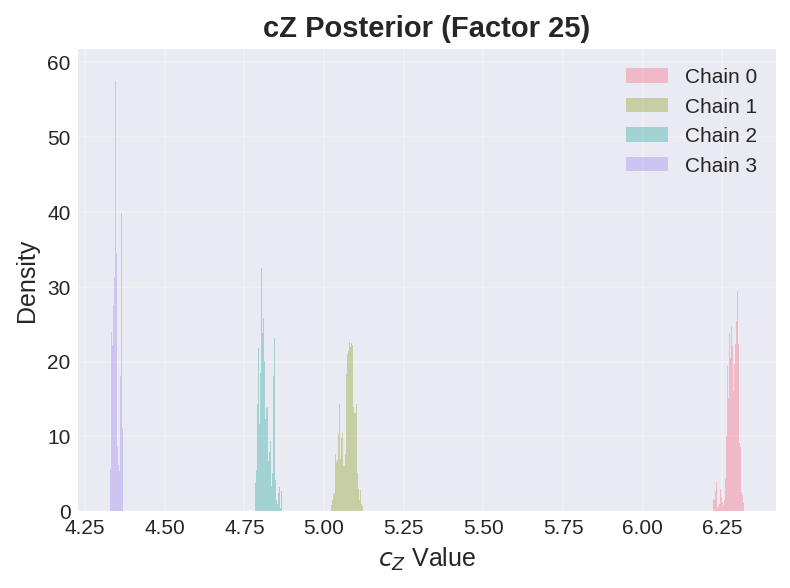 cZ Posterior (Factor 25)
60
50
40
30
20
10
0
Density
Chain 0
Chain 1
Chain 2
Chain 3
4.25 4.50 4.75 5.00 5.25 5.50 5.75 6.00 6.25
cZ Value